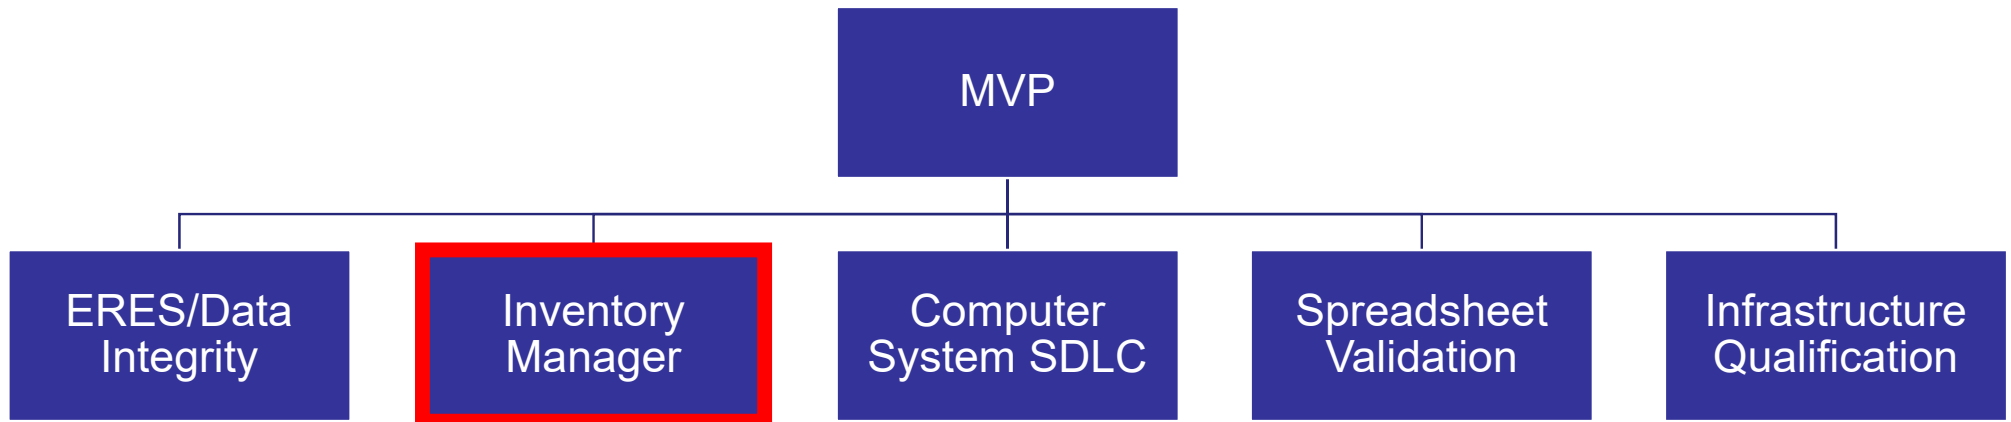 MVP
ERES/Data
Integrity
Inventory
Manager
Computer
System SDLC
Spreadsheet
Validation
Infrastructure
Qualification